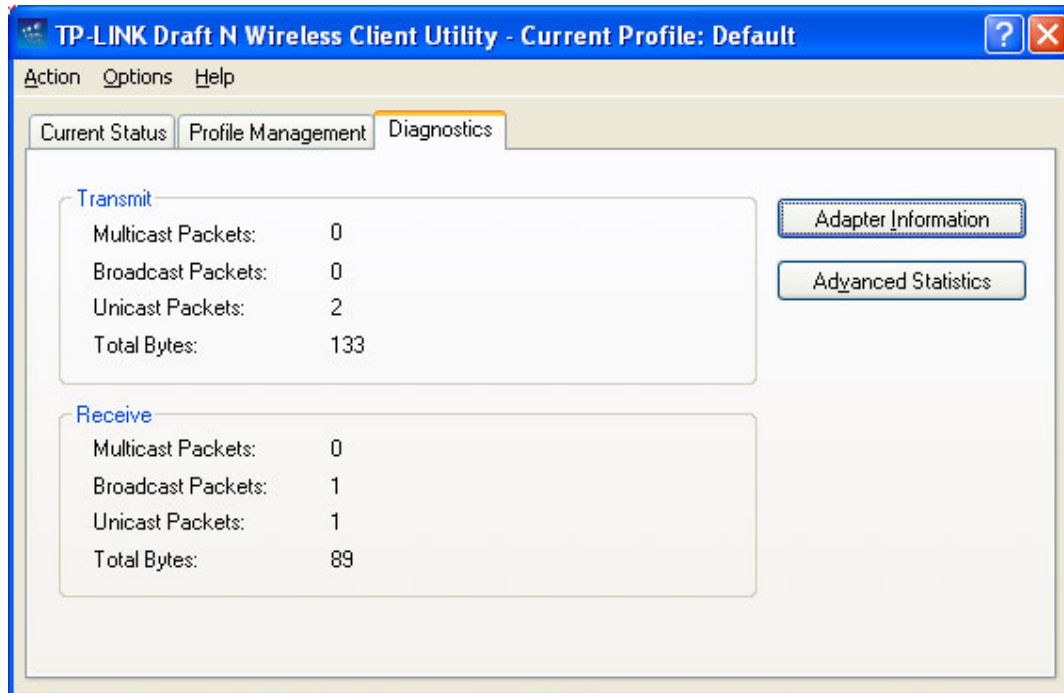 TP-LINK Draft N Wireless Client Utility - Current Profile: Default
?
Action Options Help
Current Status Profile Management Diagnostics
Transmit
Multicast Packets: 0
Broadcast Packets: 0
Unicast Packets: 2
Total Bytes: 133
Adapter Information
Advanced Statistics
Receive
Multicast Packets: 0
Broadcast Packets: 1
Unicast Packets: 1
Total Bytes: 89